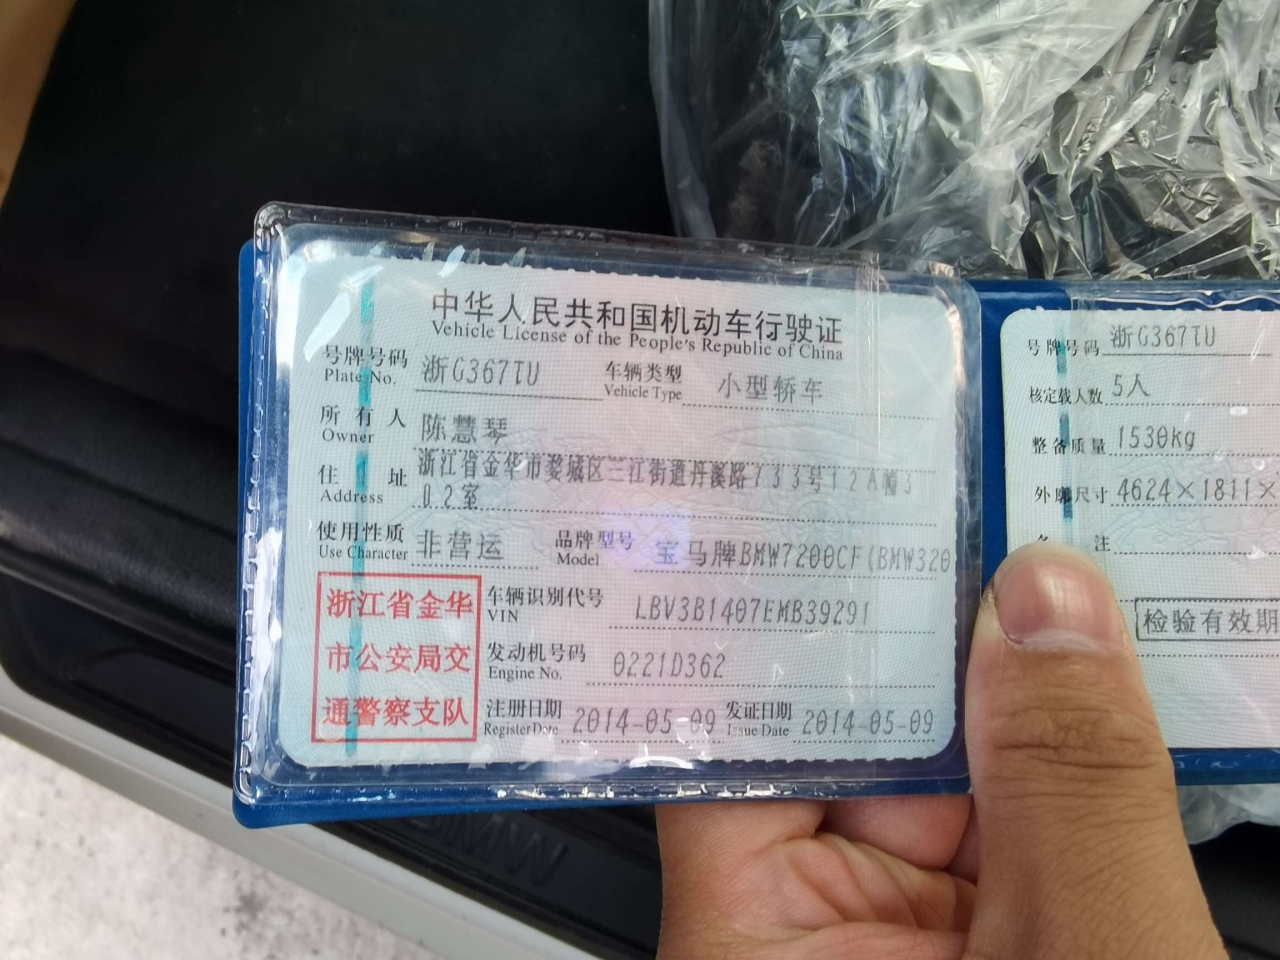 中华人民共和国机动车行驶证
Vehicle License of the People's Republic of China
号牌号码 浙G367TU 车辆类型 小型轿车
Plate No. Vehicle Type
所有人 陈慧琴
Owner
住址 浙江省金华市婺城区三江街道丹溪路733号12A幢3
Address 02室
使用性质 非营运 品牌型号 宝马牌BMW7200CF(BMW320
Use Character Model
浙江省金华
市公安局交
通警察支队
车辆识别代号 LBV3B1407EMB39291
VIN
发动机号码 0221D362
Engine No.
注册日期 2014-05-09 发证日期 2014-05-09
Register Date Issue Date
号牌号码 浙G367TU
核定载人数 5人
整备质量 1530kg
外廓尺寸 4624×1811×
备注
检验有效期
BMW